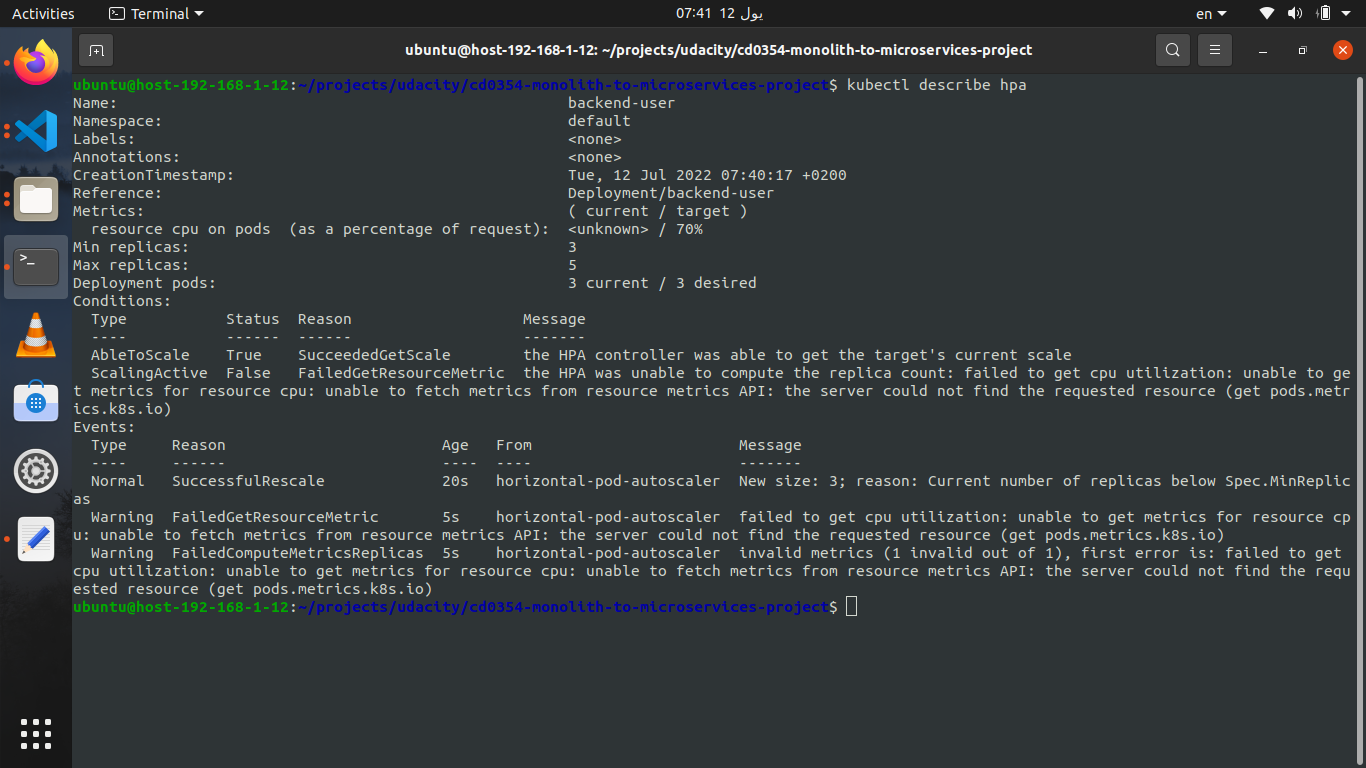 Activities Terminal 07:41 12 يول en
ubuntu@host-192-168-1-12: ~/projects/udacity/cd0354-monolith-to-microservices-project
ubuntu@host-192-168-1-12:~/projects/udacity/cd0354-monolith-to-microservices-project$ kubectl describe hpa
Name: backend-user
Namespace: default
Labels: <none>
Annotations: <none>
CreationTimestamp: Tue, 12 Jul 2022 07:40:17 +0200
Reference: Deployment/backend-user
Metrics: ( current / target )
resource cpu on pods (as a percentage of request): <unknown> / 70%
Min replicas: 3
Max replicas: 5
Deployment pods: 3 current / 3 desired
Conditions:
Type Status Reason Message
---- ------ ------ -------
AbleToScale True SucceededGetScale the HPA controller was able to get the target's current scale
ScalingActive False FailedGetResourceMetric the HPA was unable to compute the replica count: failed to get cpu utilization: unable to ge
t metrics for resource cpu: unable to fetch metrics from resource metrics API: the server could not find the requested resource (get pods.metr
ics.k8s.io)
Events:
Type Reason Age From Message
---- ------ ---- ---- -------
Normal SuccessfulRescale 20s horizontal-pod-autoscaler New size: 3; reason: Current number of replicas below Spec.MinReplic
as
Warning FailedGetResourceMetric 5s horizontal-pod-autoscaler failed to get cpu utilization: unable to get metrics for resource cp
u: unable to fetch metrics from resource metrics API: the server could not find the requested resource (get pods.metrics.k8s.io)
Warning FailedComputeMetricsReplicas 5s horizontal-pod-autoscaler invalid metrics (1 invalid out of 1), first error is: failed to get
cpu utilization: unable to get metrics for resource cpu: unable to fetch metrics from resource metrics API: the server could not find the requ
ested resource (get pods.metrics.k8s.io)
ubuntu@host-192-168-1-12:~/projects/udacity/cd0354-monolith-to-microservices-project$